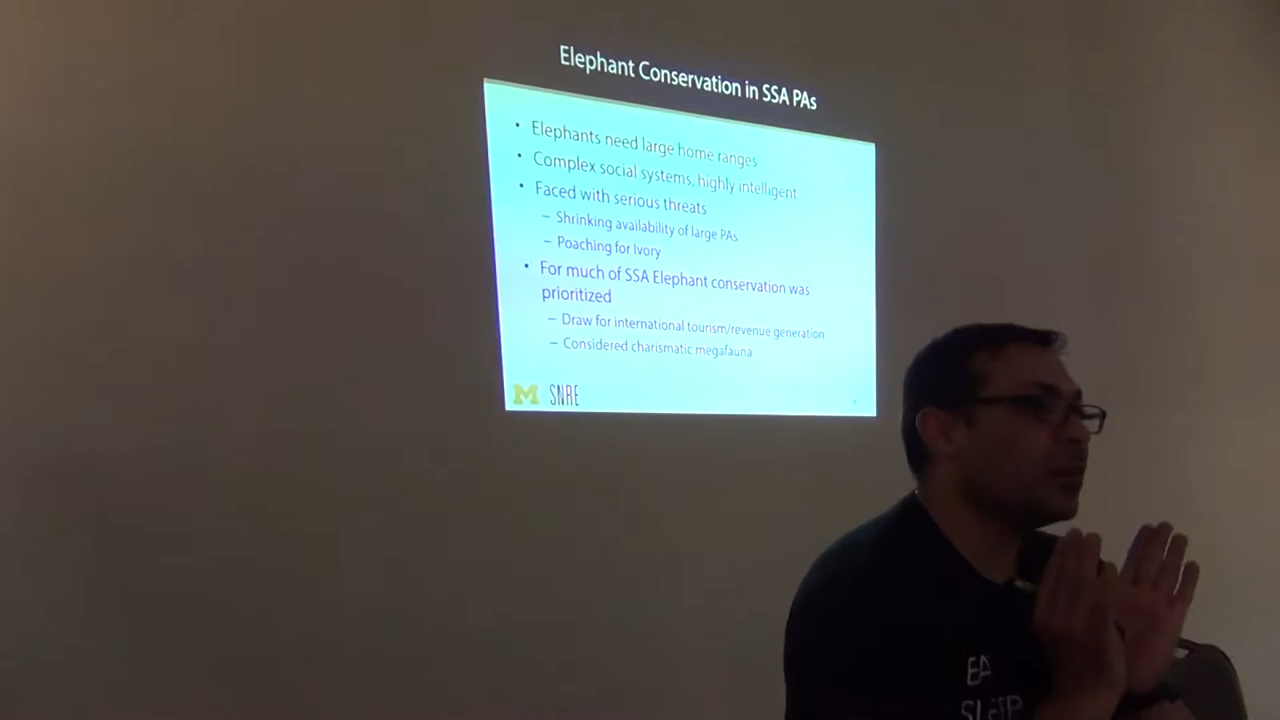 Elephant Conservation in SSA PAs
• Elephants need large home ranges
• Complex social systems, highly intelligent
• Faced with serious threats
– Shrinking availability of large PAs
– Poaching for Ivory
• For much of SSA Elephant conservation was
prioritized
– Draw for international tourism/revenue generation
– Considered charismatic megafauna
M SNRE
SLEEP